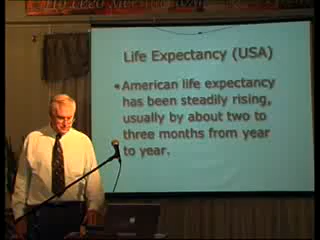 Life Expectancy (USA)
•American life expectancy
has been steadily rising,
usually by about two to
three months from year
to year.